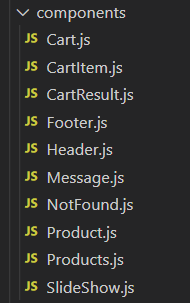 components
JS Cart.js
JS CartItem.js
JS CartResult.js
JS Footer.js
JS Header.js
JS Message.js
JS NotFound.js
JS Product.js
JS Products.js
JS SlideShow.js